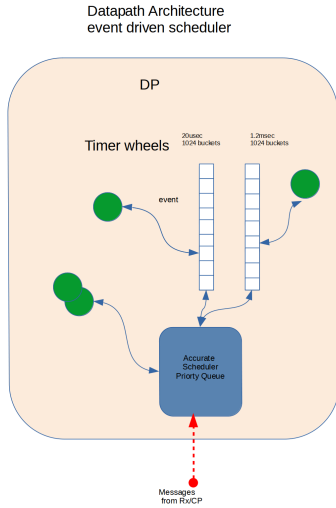 Datapath Architecture
event driven scheduler
DP
20usec
1024 buckets
1.2msec
1024 buckets
Timer wheels
event
Accurate
Scheduler
Priorty Queue
Messages
from Rx/CP